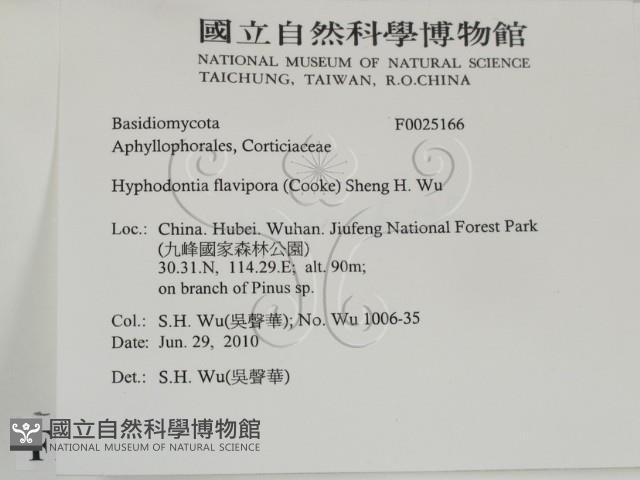 國立自然科學博物館
NATIONAL MUSEUM OF NATURAL SCIENCE
TAICHUNG, TAIWAN, R.O.CHINA
Basidiomycota F0025166
Aphyllophorales, Corticiaceae
Hyphodontia flavipora (Cooke) Sheng H. Wu
Loc.: China. Hubei. Wuhan. Jiufeng National Forest Park
(九峰國家森林公園)
30.31.N, 114.29.E; alt. 90m;
on branch of Pinus sp.
Col.: S.H. Wu(吳聲華); No. Wu 1006-35
Date: Jun. 29, 2010
Det.: S.H. Wu(吳聲華)
國立自然科學博物館
NATIONAL MUSEUM OF NATURAL SCIENCE